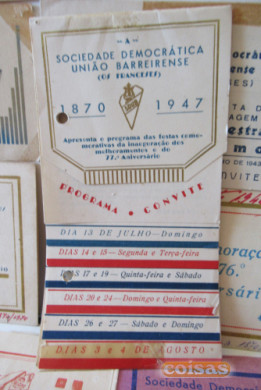 A
SOCIEDADE DEMOCRÁTICA
UNIÃO BARREIRENSE
(OS FRANCESES)
1870 1947
Apresenta o programa das festas come-
morativas da inauguração dos
melhoramentos e do
77.º Aniversário
PROGRAMA • CONVITE
DIA 13 DE JULHO—Domingo
DIAS 14 e 15 — Segunda e Terça-feira
DIAS 17 e 19 — Quinta-feira e Sábado
DIAS 20 e 24 — Domingo e Quinta-feira
DIAS 26 e 27 — Sábado e Domingo
DIAS 3 e 4 DE AGOSTO
coisas
Sociedade Democ